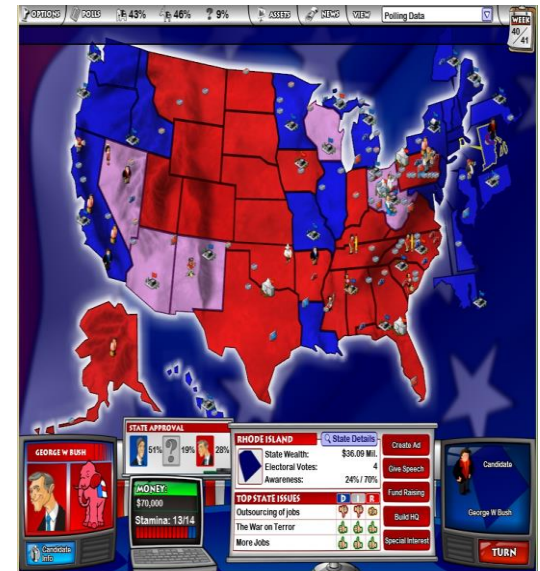 OPTIONS POLLS 43% 46% ? 9% ASSETS NEWS VIEW Polling Data
WEEK
40/
41
STATE APPROVAL
51% ? 19% 28%
GEORGE W BUSH
Candidate
Info
MONEY:
$70,000
Stamina: 13/14
RHODE ISLAND
State Details
State Wealth: $36.09 Mil.
Electoral Votes: 4
Awareness: 24% / 70%
TOP STATE ISSUES D I R
Outsourcing of jobs
The War on Terror
More Jobs
Create Ad
Give Speech
Fund Raising
Build HQ
Special Interest
Candidate
George W Bush
TURN